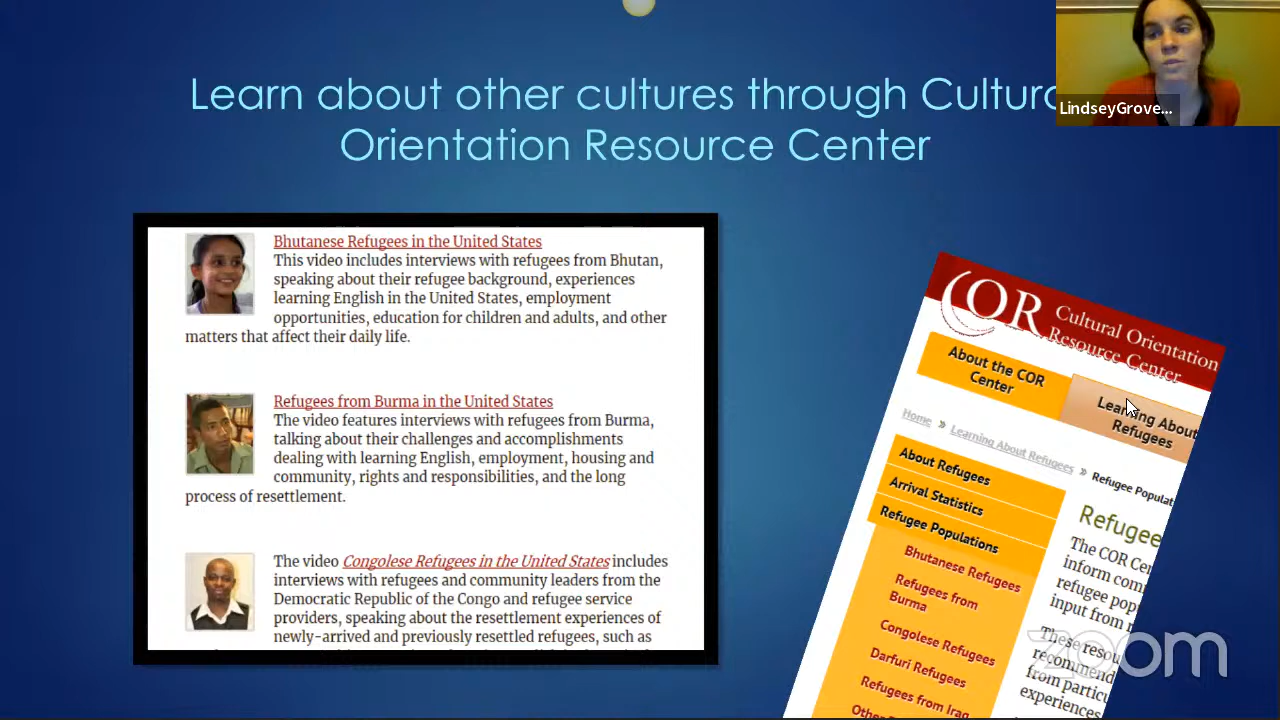 Learn about other cultures through Cultura
Orientation Resource Center
LindseyGrove...
Bhutanese Refugees in the United States
This video includes interviews with refugees from Bhutan,
speaking about their refugee background, experiences
learning English in the United States, employment
opportunities, education for children and adults, and other
matters that affect their daily life.
Refugees from Burma in the United States
The video features interviews with refugees from Burma,
talking about their challenges and accomplishments
dealing with learning English, employment, housing and
community, rights and responsibilities, and the long
process of resettlement.
The video Congolese Refugees in the United States includes
interviews with refugees and community leaders from the
Democratic Republic of the Congo and refugee service
providers, speaking about the resettlement experiences of
newly-arrived and previously resettled refugees, such as
COR Cultural Orientation
Resource Center
About the COR
Center
Learning About
Refugees
Home » Learning About Refugees » Refugee Populat
About Refugees
Arrival Statistics
Refugee Populations
Bhutanese Refugees
Refugees from
Burma
Congolese Refugees
Darfuri Refugees
Refugees from Iraq
Refugee
The COR Cen
inform com
refugee pop
input from
These resou
recommend
from particu
experiences
zoom